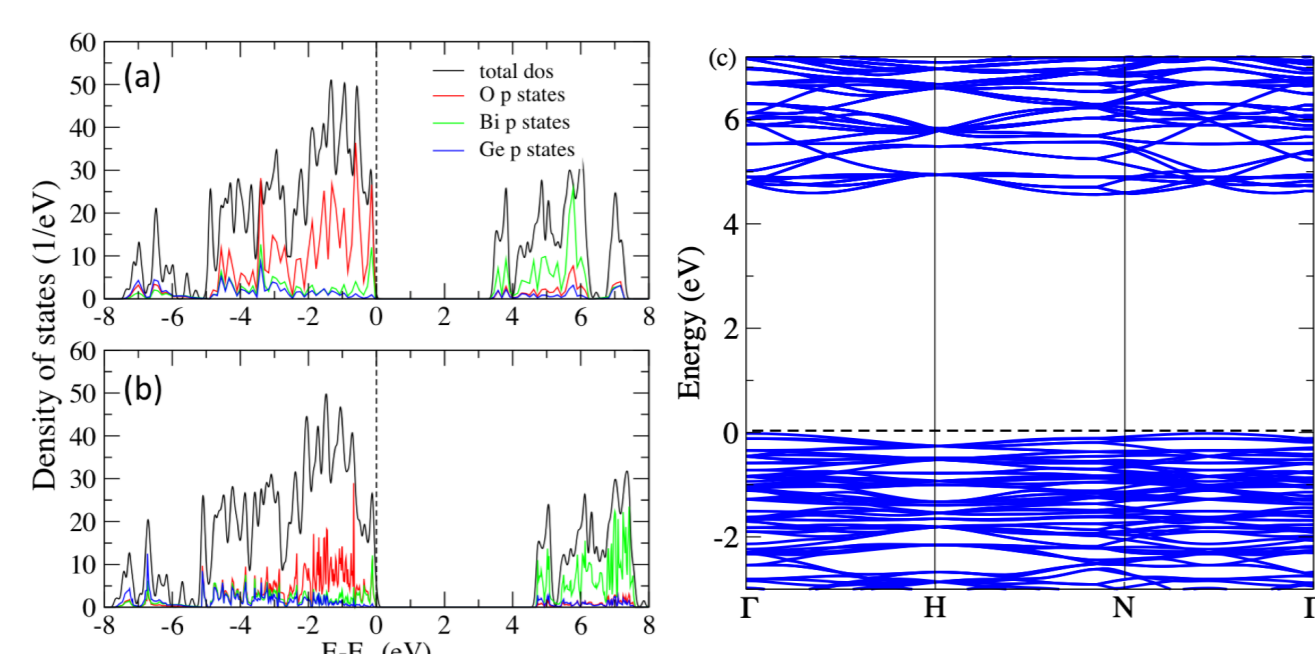 (a)
total dos
O p states
Bi p states
Ge p states
60
50
40
30
20
10
0
-8 -6 -4 -2 0 2 4 6 8
Density of states (1/eV)
(b)
60
50
40
30
20
10
0
-8 -6 -4 -2 0 2 4 6 8
(eV)
(c)
6
4
2
0
-2
Energy (eV)
Γ H N